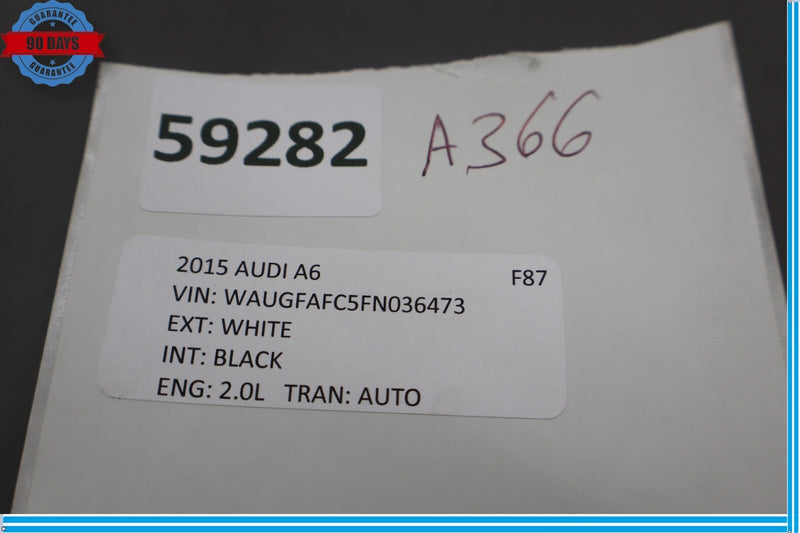 GUARANTEE
90 DAYS
GUARANTEE
59282
A366
2015 AUDI A6 F87
VIN: WAUGFAFC5FN036473
EXT: WHITE
INT: BLACK
ENG: 2.0L TRAN: AUTO